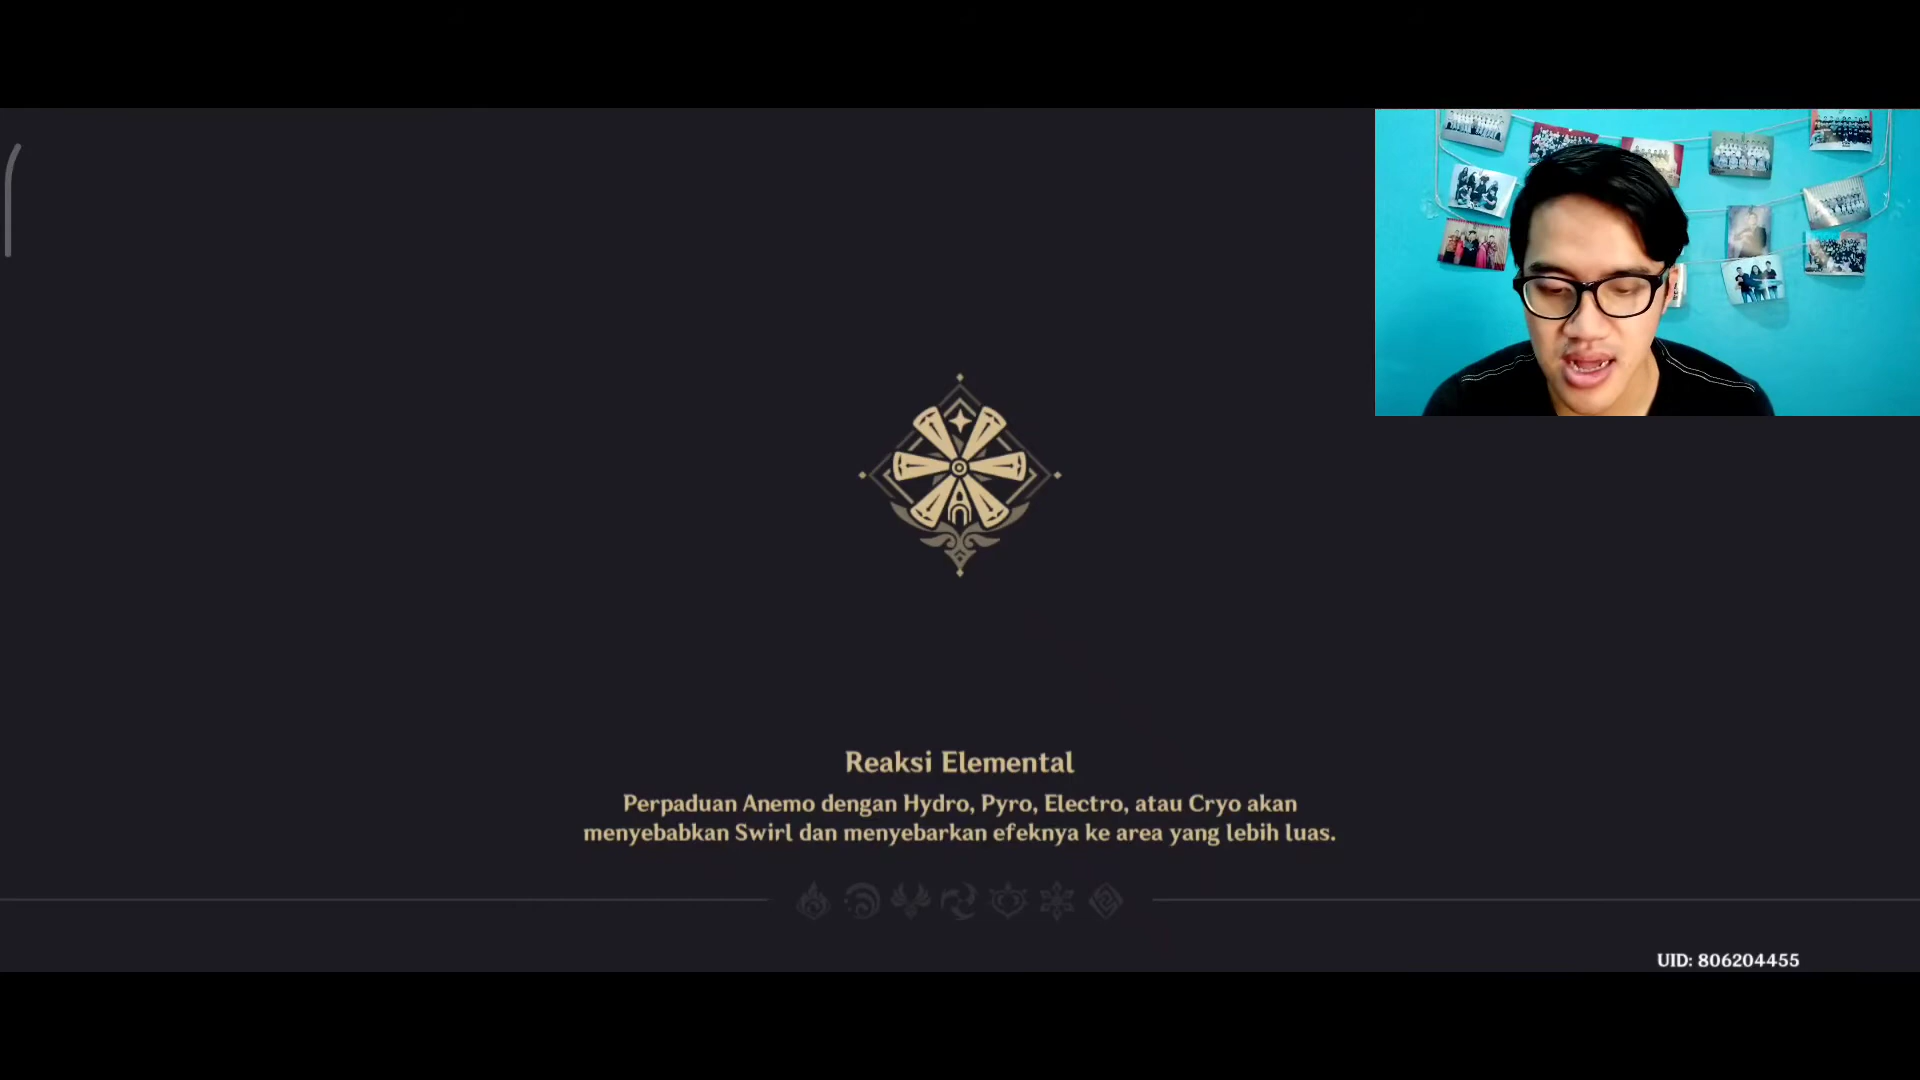 Reaksi Elemental
Perpaduan Anemo dengan Hydro, Pyro, Electro, atau Cryo akan
menyebabkan Swirl dan menyebarkan efeknya ke area yang lebih luas.
UID: 806204455